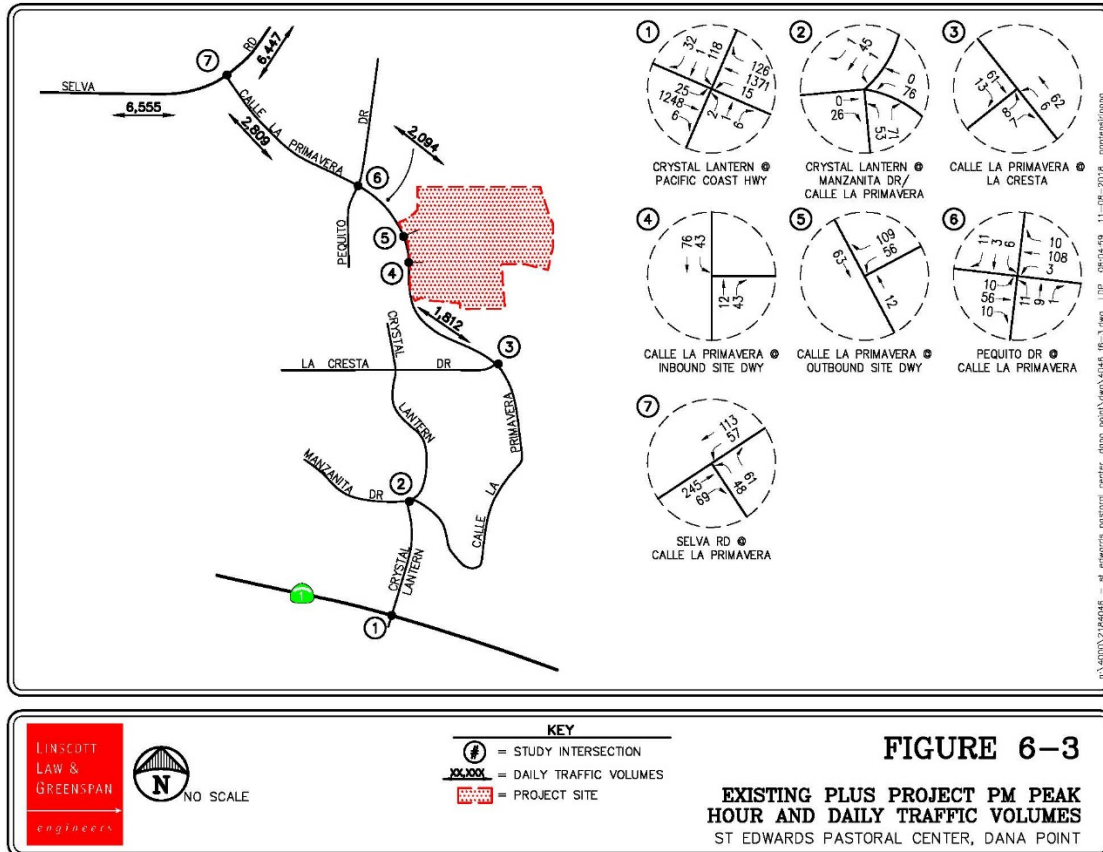 7
RD
6,447
SELVA
6,555
CALLE LA PRIMAVERA
2,809
DR
2,094
6
PEQUITO
5
4
CRYSTAL
1,812
3
LA CRESTA DR
LANTERN
PRIMAVERA
MANZANITA
DR
2
LA
CALLE
CRYSTAL
LANTERN
1
1
1
32
1
118
126
1371
15
25
1248
6
2
1
6
CRYSTAL LANTERN @
PACIFIC COAST HWY
2
1
45
0
76
0
26
53
71
CRYSTAL LANTERN @
MANZANITA DR/
CALLE LA PRIMAVERA
3
61
13
62
6
8
7
CALLE LA PRIMAVERA @
LA CRESTA
4
76
43
12
43
CALLE LA PRIMAVERA @
INBOUND SITE DWY
5
109
56
63
12
CALLE LA PRIMAVERA @
OUTBOUND SITE DWY
6
11
3
6
10
108
3
10
56
10
11
9
1
PEQUITO DR @
CALLE LA PRIMAVERA
7
113
57
245
69
48
61
SELVA RD @
CALLE LA PRIMAVERA
LINSCOTT
LAW &
GREENSPAN
engineers
N
NO SCALE
KEY
# = STUDY INTERSECTION
XX,XXX = DAILY TRAFFIC VOLUMES
= PROJECT SITE
FIGURE 6-3
EXISTING PLUS PROJECT PM PEAK
HOUR AND DAILY TRAFFIC VOLUMES
ST EDWARDS PASTORAL CENTER, DANA POINT